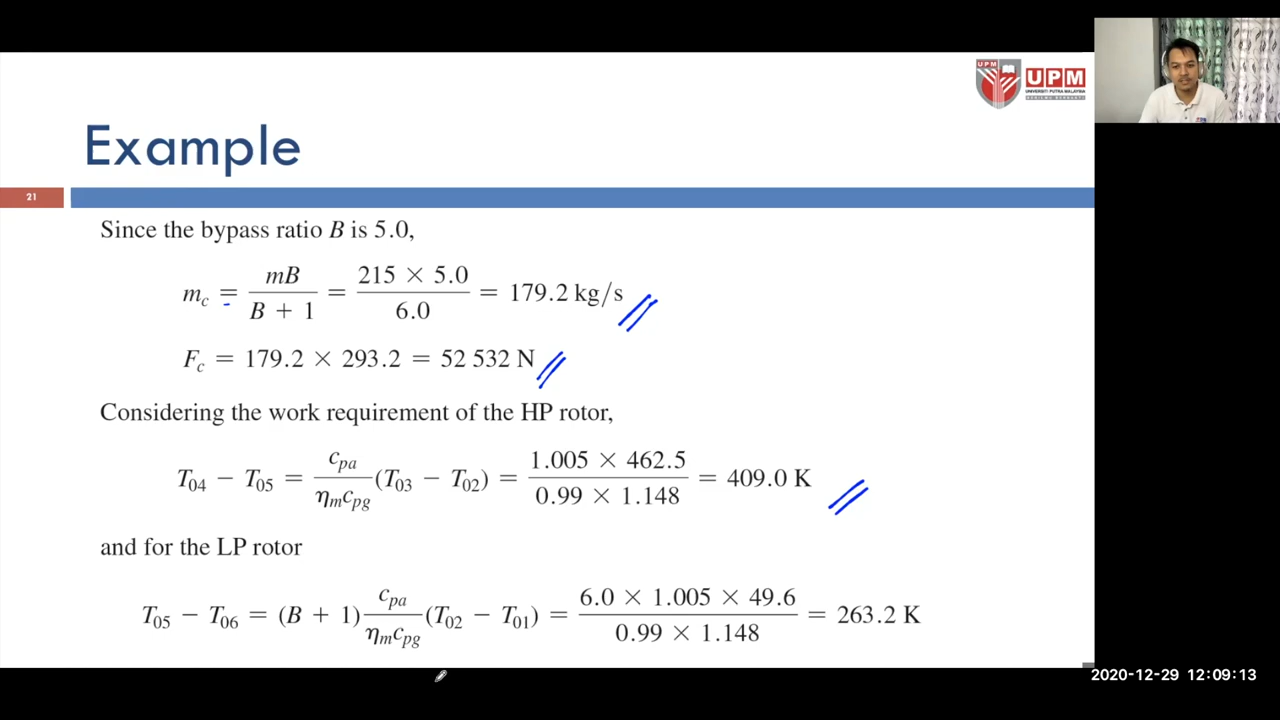 UPM
UPM
UNIVERSITI PUTRA MALAYSIA
Example
21
Since the bypass ratio B is 5.0,
m_c = mB / (B + 1) = (215 × 5.0) / 6.0 = 179.2 kg/s
F_c = 179.2 × 293.2 = 52 532 N
Considering the work requirement of the HP rotor,
T_04 − T_05 = c_pa / (η_m c_pg) (T_03 − T_02) = (1.005 × 462.5) / (0.99 × 1.148) = 409.0 K
and for the LP rotor
T_05 − T_06 = (B + 1) c_pa / (η_m c_pg) (T_02 − T_01) = (6.0 × 1.005 × 49.6) / (0.99 × 1.148) = 263.2 K
2020-12-29 12:09:13